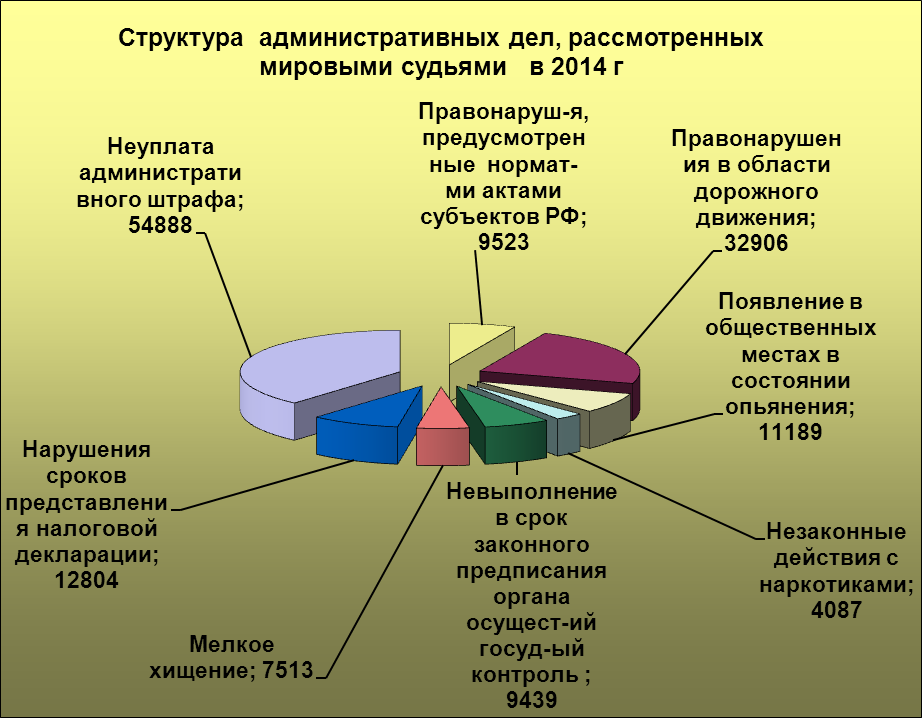 Структура административных дел, рассмотренных
мировыми судьями в 2014 г
Неуплата
администрати
вного штрафа;
54888
Правонаруш-я,
предусмотрен
ные нормат-
ми актами
субъектов РФ;
9523
Правонарушен
ия в области
дорожного
движения;
32906
Появление в
общественных
местах в
состоянии
опьянения;
11189
Незаконные
действия с
наркотиками;
4087
Невыполнение
в срок
законного
предписания
органа
осущест-ий
госуд-ый
контроль ;
9439
Мелкое
хищение; 7513
Нарушения
сроков
представлени
я налоговой
декларации;
12804